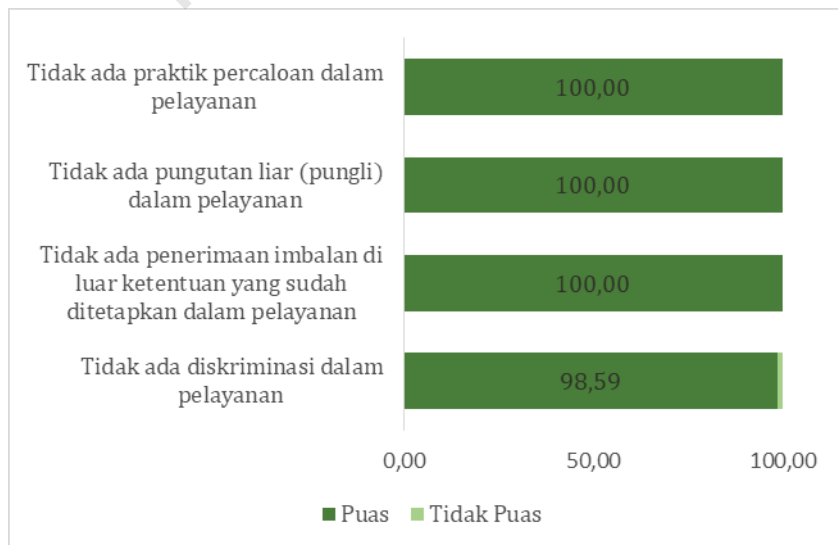 Tidak ada praktik percaloan dalam
pelayanan
100,00
Tidak ada pungutan liar (pungli)
dalam pelayanan
100,00
Tidak ada penerimaan imbalan di
luar ketentuan yang sudah
ditetapkan dalam pelayanan
100,00
Tidak ada diskriminasi dalam
pelayanan
98,59
0,00 50,00 100,00
Puas Tidak Puas